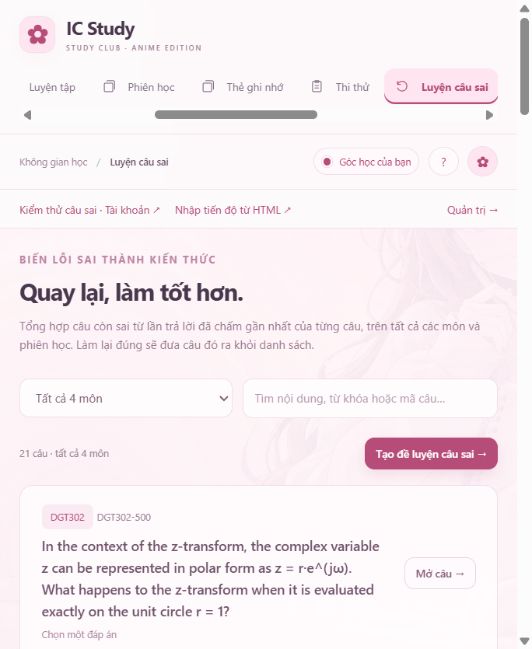 IC Study
STUDY CLUB · ANIME EDITION
Luyện tập Phiên học Thẻ ghi nhớ Thi thử Luyện câu sai
Không gian học / Luyện câu sai Góc học của bạn ?
Kiểm thử câu sai · Tài khoản ↗ Nhập tiến độ từ HTML ↗ Quản trị →
BIẾN LỖI SAI THÀNH KIẾN THỨC
Quay lại, làm tốt hơn.
Tổng hợp câu còn sai từ lần trả lời đã chấm gần nhất của từng câu, trên tất cả các môn và
phiên học. Làm lại đúng sẽ đưa câu đó ra khỏi danh sách.
Tất cả 4 môn Tìm nội dung, từ khóa hoặc mã câu...
21 câu · tất cả 4 môn Tạo đề luyện câu sai →
DGT302 DGT302-500
In the context of the z-transform, the complex variable
z can be represented in polar form as z = r·e^(jω).
What happens to the z-transform when it is evaluated
exactly on the unit circle r = 1?
Mở câu →
Chọn một đáp án